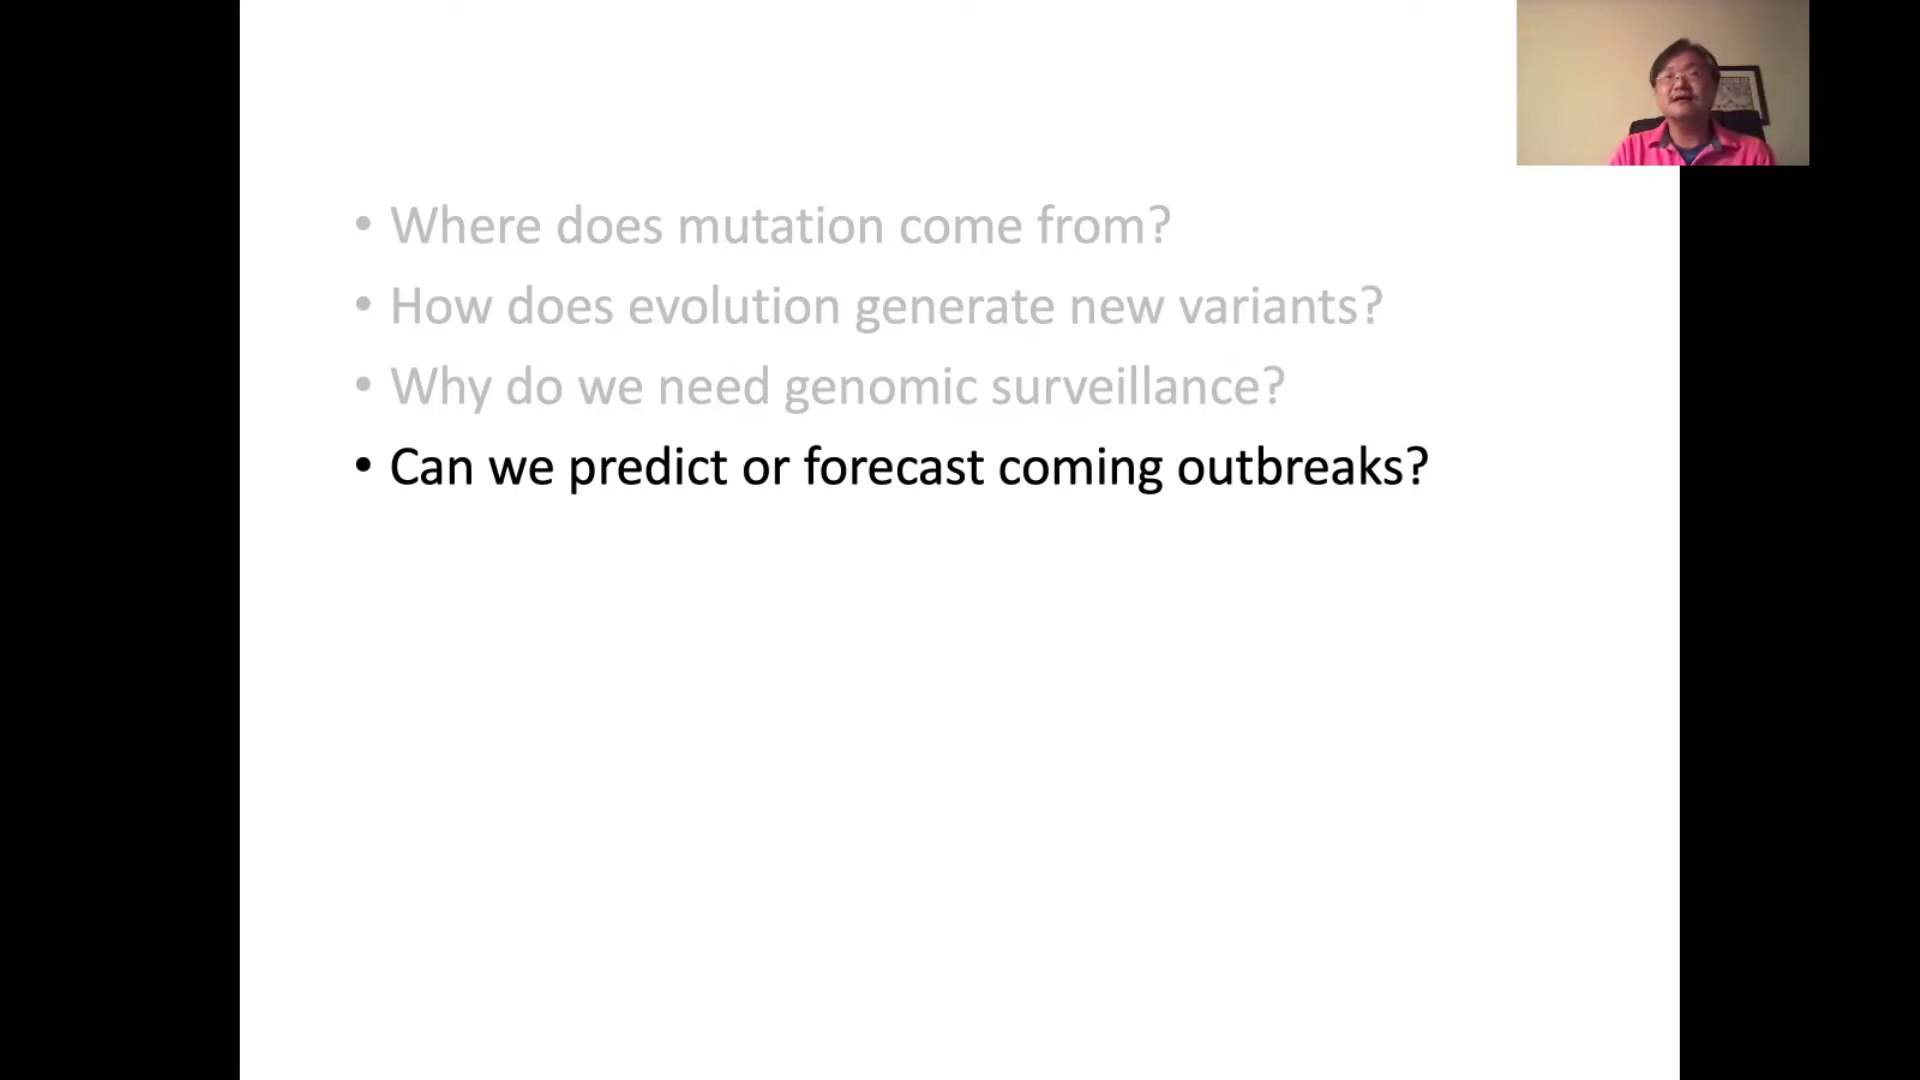 • Where does mutation come from?
• How does evolution generate new variants?
• Why do we need genomic surveillance?
• Can we predict or forecast coming outbreaks?